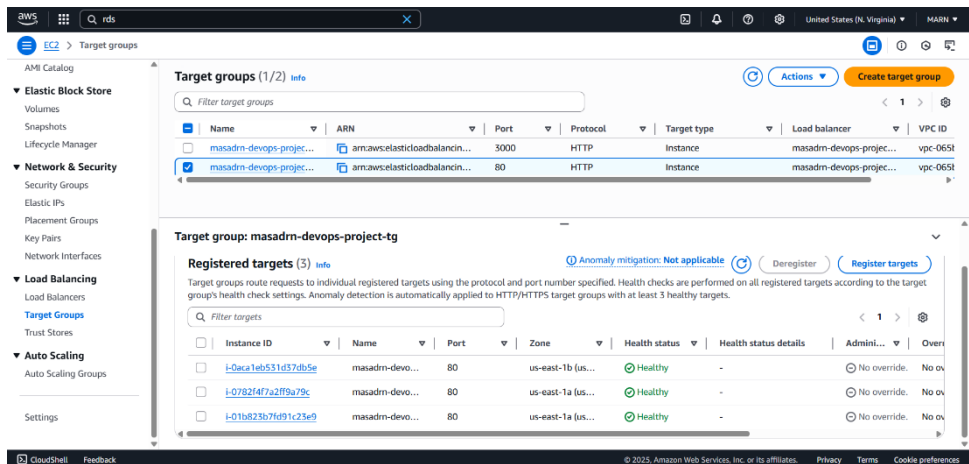 aws rds United States (N. Virginia) MARN
EC2 > Target groups
AMI Catalog
Elastic Block Store
Volumes
Snapshots
Lifecycle Manager
Network & Security
Security Groups
Elastic IPs
Placement Groups
Key Pairs
Network Interfaces
Load Balancing
Load Balancers
Target Groups
Trust Stores
Auto Scaling
Auto Scaling Groups
Settings
Target groups (1/2) Info Actions Create target group
Filter target groups 1
Name ARN Port Protocol Target type Load balancer VPC ID
masadrn-devops-projec... arn:aws:elasticloadbalancin... 3000 HTTP Instance masadrn-devops-projec... vpc-065b
masadrn-devops-projec... arn:aws:elasticloadbalancin... 80 HTTP Instance masadrn-devops-projec... vpc-065b
Target group: masadrn-devops-project-tg
Registered targets (3) Info Anomaly mitigation: Not applicable Deregister Register targets
Target groups route requests to individual registered targets using the protocol and port number specified. Health checks are performed on all registered targets according to the target
group's health check settings. Anomaly detection is automatically applied to HTTP/HTTPS target groups with at least 3 healthy targets.
Filter targets 1
Instance ID Name Port Zone Health status Health status details Admini... Overr
i-0aca1eb531d37db5e masadrn-devo... 80 us-east-1b (us... Healthy - No override. No ov
i-0782f4f7a2ff9a79c masadrn-devo... 80 us-east-1a (us... Healthy - No override. No ov
i-01b823b7fd91c23e9 masadrn-devo... 80 us-east-1a (us... Healthy - No override. No ov
CloudShell Feedback © 2025, Amazon Web Services, Inc. or its affiliates. Privacy Terms Cookie preferences